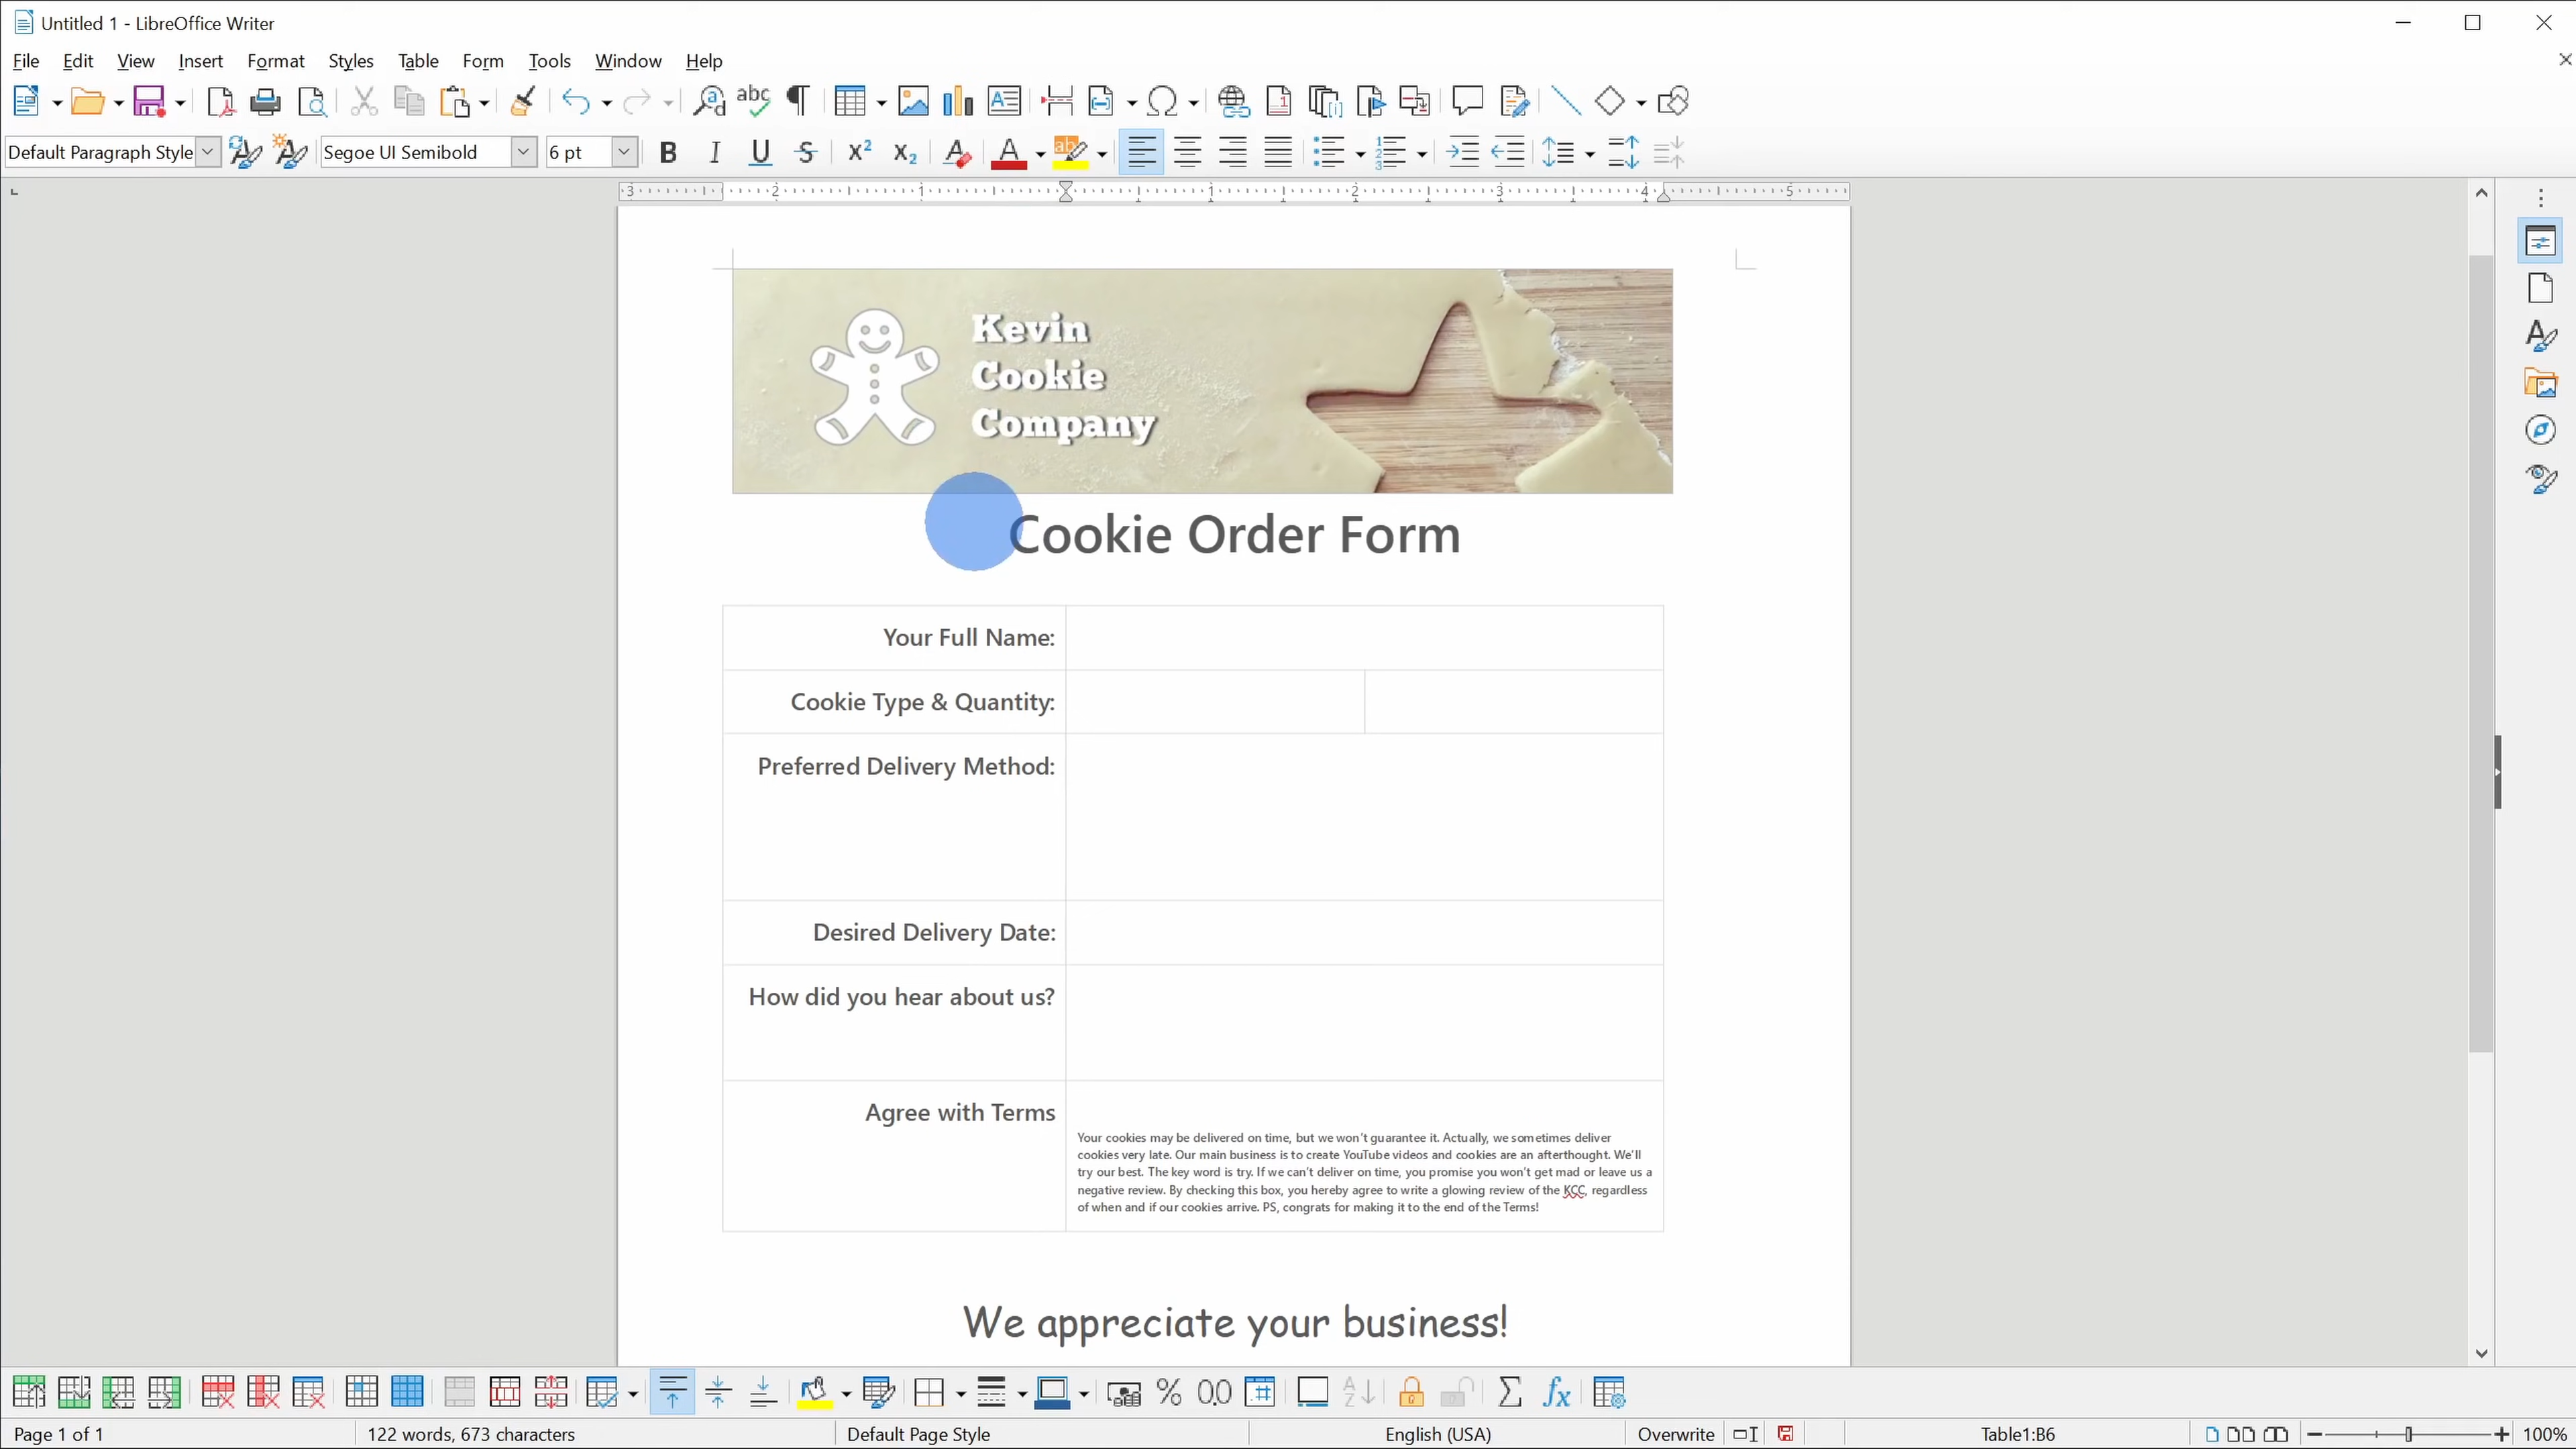 Untitled 1 - LibreOffice Writer
File Edit View Insert Format Styles Table Form Tools Window Help
Default Paragraph Style Segoe UI Semibold 6 pt
3 2 1 1 2 3 4 5
Kevin
Cookie
Company
Cookie Order Form
Your Full Name:
Cookie Type & Quantity:
Preferred Delivery Method:
Desired Delivery Date:
How did you hear about us?
Agree with Terms
Your cookies may be delivered on time, but we won't guarantee it. Actually, we sometimes deliver
cookies very late. Our main business is to create YouTube videos and cookies are an afterthought. We'll
try our best. The key word is try. If we can't deliver on time, you promise you won't get mad or leave us a
negative review. By checking this box, you hereby agree to write a glowing review of the KCC, regardless
of when and if our cookies arrive. PS, congrats for making it to the end of the Terms!
We appreciate your business!
Page 1 of 1 122 words, 673 characters Default Page Style English (USA) Overwrite Table1:B6 100%